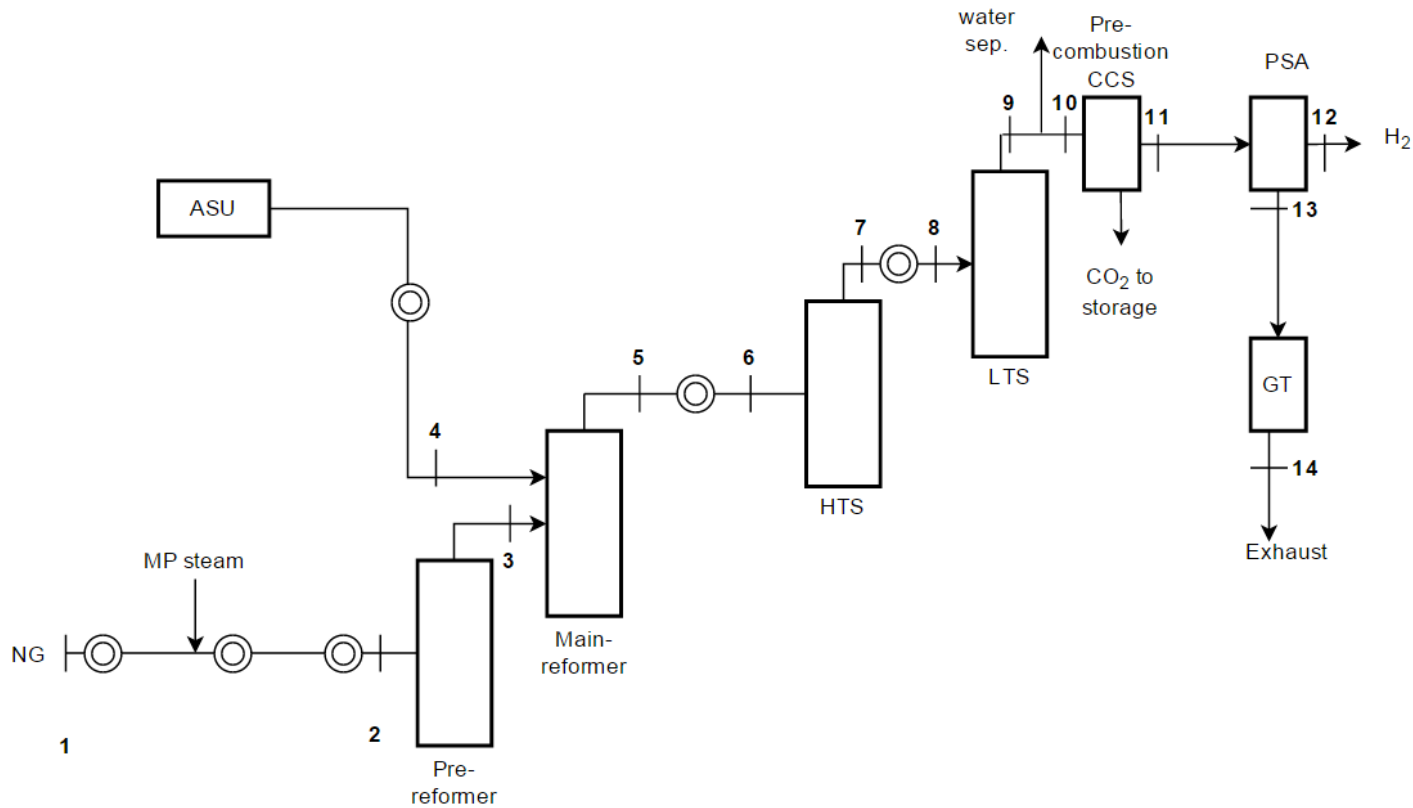 water
sep.
Pre-
combustion
CCS
PSA
9
10
11
12
H₂
ASU
13
7
8
CO₂ to
storage
5
6
LTS
GT
4
14
HTS
3
Exhaust
MP steam
NG
Main-
reformer
1
2
Pre-
reformer